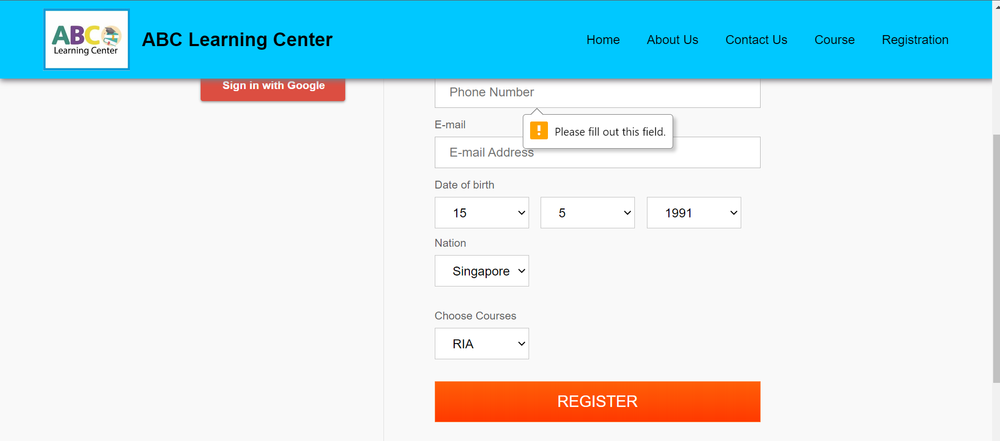 ABC
Learning Center
ABC Learning Center
Home
About Us
Contact Us
Course
Registration
Sign in with Google
Phone Number
Please fill out this field.
E-mail
E-mail Address
Date of birth
15
5
1991
Nation
Singapore
Choose Courses
RIA
REGISTER